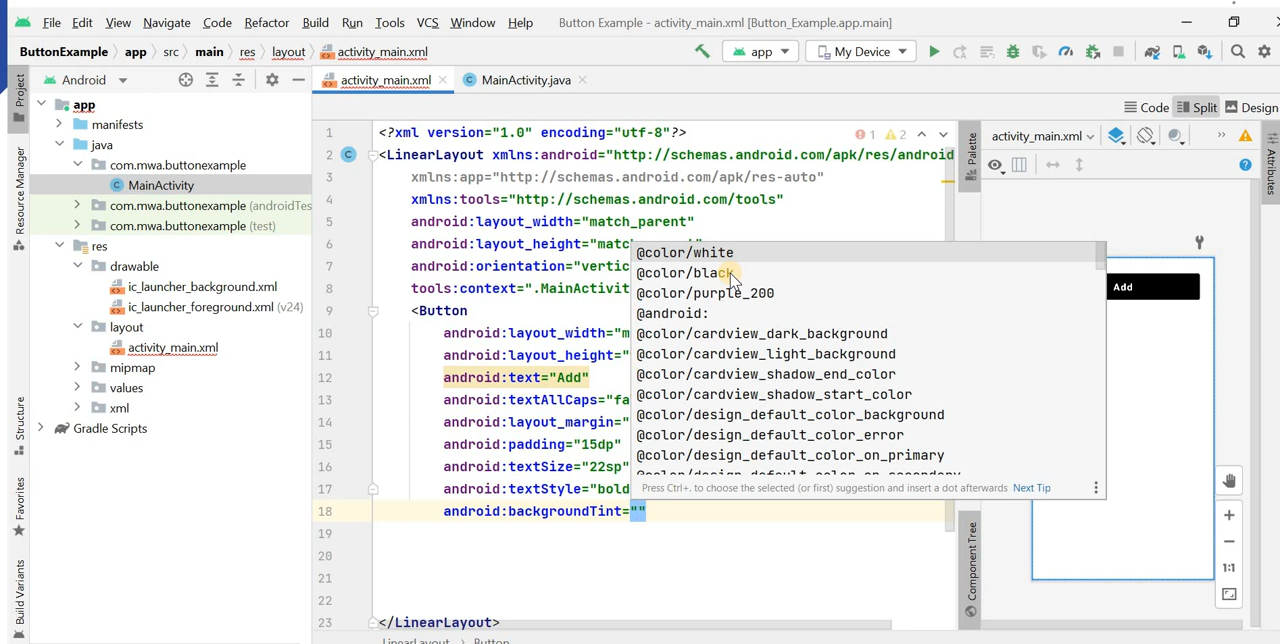 File Edit View Navigate Code Refactor Build Run Tools VCS Window Help Button Example - activity_main.xml [Button_Example.app.main]
ButtonExample app src main res layout activity_main.xml app My Device
Android activity_main.xml MainActivity.java
Code Split Design
Project
Resource Manager
Structure
Favorites
Build Variants
app
manifests
java
com.mwa.buttonexample
MainActivity
com.mwa.buttonexample (androidTes
com.mwa.buttonexample (test)
res
drawable
ic_launcher_background.xml
ic_launcher_foreground.xml (v24)
layout
activity_main.xml
mipmap
values
xml
Gradle Scripts
1 <?xml version="1.0" encoding="utf-8"?>
2 <LinearLayout xmlns:android="http://schemas.android.com/apk/res/android
3 xmlns:app="http://schemas.android.com/apk/res-auto"
4 xmlns:tools="http://schemas.android.com/tools"
5 android:layout_width="match_parent"
6 android:layout_height="matc
7 android:orientation="vertic
8 tools:context=".MainActivit
9 <Button
10 android:layout_width="m
11 android:layout_height="
12 android:text="Add"
13 android:textAllCaps="fa
14 android:layout_margin="
15 android:padding="15dp"
16 android:textSize="22sp"
17 android:textStyle="bold
18 android:backgroundTint=""
19
20
21
22
23 </LinearLayout>
1 2
@color/white
@color/black
@color/purple_200
@android:
@color/cardview_dark_background
@color/cardview_light_background
@color/cardview_shadow_end_color
@color/cardview_shadow_start_color
@color/design_default_color_background
@color/design_default_color_error
@color/design_default_color_on_primary
@color/design_default_color_on_secondary
Press Ctrl+. to choose the selected (or first) suggestion and insert a dot afterwards Next Tip
Palette
Component Tree
activity_main.xml
Attributes
Add
1:1
LinearLayout Button